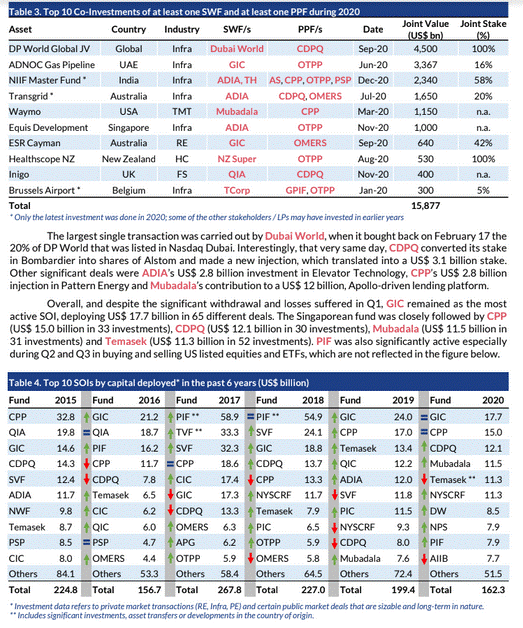 Table 3. Top 10 Co-Investments of at least one SWF and at least one PPF during 2020
Asset Country Industry SWF/s PPF/s Date Joint Value (US$ bn) Joint Stake (%)
DP World Global JV Global Infra Dubai World CDPQ Sep-20 4,500 100%
ADNOC Gas Pipeline UAE Infra GIC OTPP Jun-20 3,367 16%
NIIF Master Fund * India Infra ADIA, TH AS, CPP, OTPP, PSP Dec-20 2,340 58%
Transgrid * Australia Infra ADIA CDPQ, OMERS Jul-20 1,650 20%
Waymo USA TMT Mubadala CPP Mar-20 1,150 n.a.
Equis Development Singapore Infra ADIA OTPP Nov-20 1,000 n.a.
ESR Cayman Australia RE GIC OMERS Sep-20 640 42%
Healthscope NZ New Zealand HC NZ Super OTPP Aug-20 530 100%
Inigo UK FS QIA CDPQ Nov-20 400 n.a.
Brussels Airport * Belgium Infra TCorp GPIF, OTPP Jan-20 300 5%
Total 15,877
* Only the latest investment was done in 2020; some of the other stakeholders / LPs may have invested in earlier years
The largest single transaction was carried out by Dubai World, when it bought back on February 17 the
20% of DP World that was listed in Nasdaq Dubai. Interestingly, that very same day, CDPQ converted its stake
in Bombardier into shares of Alstom and made a new injection, which translated into a US$ 3.1 billion stake.
Other significant deals were ADIA's US$ 2.8 billion investment in Elevator Technology, CPP's US$ 2.8 billion
injection in Pattern Energy and Mubadala's contribution to a US$ 12 billion, Apollo-driven lending platform.
Overall, and despite the significant withdrawal and losses suffered in Q1, GIC remained as the most
active SOI, deploying US$ 17.7 billion in 65 different deals. The Singaporean fund was closely followed by CPP
(US$ 15.0 billion in 33 investments), CDPQ (US$ 12.1 billion in 30 investments), Mubadala (US$ 11.5 billion in
31 investments) and Temasek (US$ 11.3 billion in 52 investments). PIF was also significantly active especially
during Q2 and Q3 in buying and selling US listed equities and ETFs, which are not reflected in the figure below.
Table 4. Top 10 SOIs by capital deployed* in the past 6 years (US$ billion)
Fund 2015 Fund 2016 Fund 2017 Fund 2018 Fund 2019 Fund 2020
CPP 32.8 GIC 21.2 PIF ** 58.9 PIF ** 54.9 GIC 24.0 GIC 17.7
QIA 19.8 QIA 18.7 TVF ** 33.3 SVF 24.1 CPP 17.0 CPP 15.0
GIC 14.6 PIF 16.2 SVF 32.3 GIC 18.8 Temasek 13.4 CDPQ 12.1
CDPQ 14.3 CPP 11.7 CPP 18.6 CDPQ 13.7 QIC 12.2 Mubadala 11.5
SVF 12.4 CDPQ 7.8 CIC 17.4 CPP 13.3 ADIA 12.0 Temasek ** 11.3
ADIA 11.7 Temasek 6.5 GIC 17.3 NYSCRF 11.7 SVF 11.8 NYSCRF 11.3
NWF 9.8 CIC 6.2 CDPQ 13.3 Temasek 7.9 PIC 11.5 DW 8.5
Temasek 8.7 QIC 6.0 OMERS 6.3 PIC 6.5 NYSCRF 9.3 NPS 7.9
PSP 8.5 PSP 4.7 APG 6.2 OTPP 5.9 CDPQ 8.0 PIF 7.9
CIC 8.0 OMERS 4.4 OTPP 5.9 OMERS 5.8 Mubadala 7.6 AIIB 7.7
Others 84.1 Others 53.3 Others 58.4 Others 64.5 Others 72.4 Others 51.5
Total 224.8 Total 156.7 Total 267.8 Total 227.0 Total 199.4 Total 162.3
* Investment data refers to private market transactions (RE, Infra, PE) and certain public market deals that are sizable and long-term in nature.
** Includes significant investments, asset transfers or developments in the country of origin.